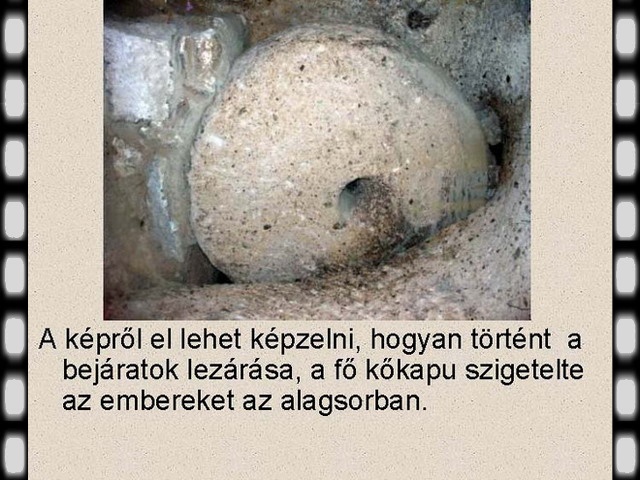 A képről el lehet képzelni, hogyan történt a
bejáratok lezárása, a fő kőkapu szigetelte
az embereket az alagsorban.